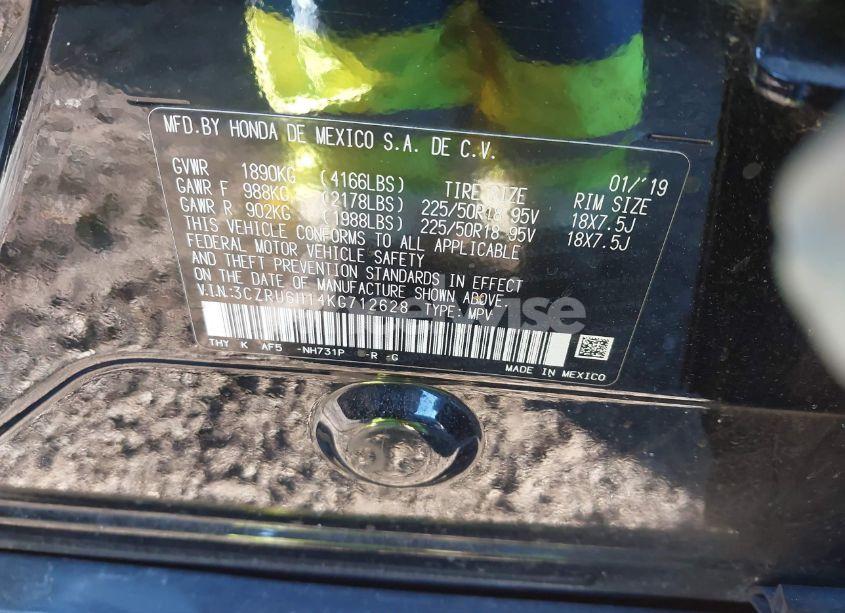 MFD.BY HONDA DE MEXICO S.A. DE C.V.
01/'19
GVWR 1890KG (4166LBS) TIRE SIZE RIM SIZE
GAWR F 988KG (2178LBS) 225/50R18 95V 18X7.5J
GAWR R 902KG (1988LBS) 225/50R18 95V 18X7.5J
THIS VEHICLE CONFORMS TO ALL APPLICABLE
FEDERAL MOTOR VEHICLE SAFETY
AND THEFT PREVENTION STANDARDS IN EFFECT
ON THE DATE OF MANUFACTURE SHOWN ABOVE.
V.I.N.: TYPE: MPV
THY K AF5 -NH731P -R G
MADE IN MEXICO